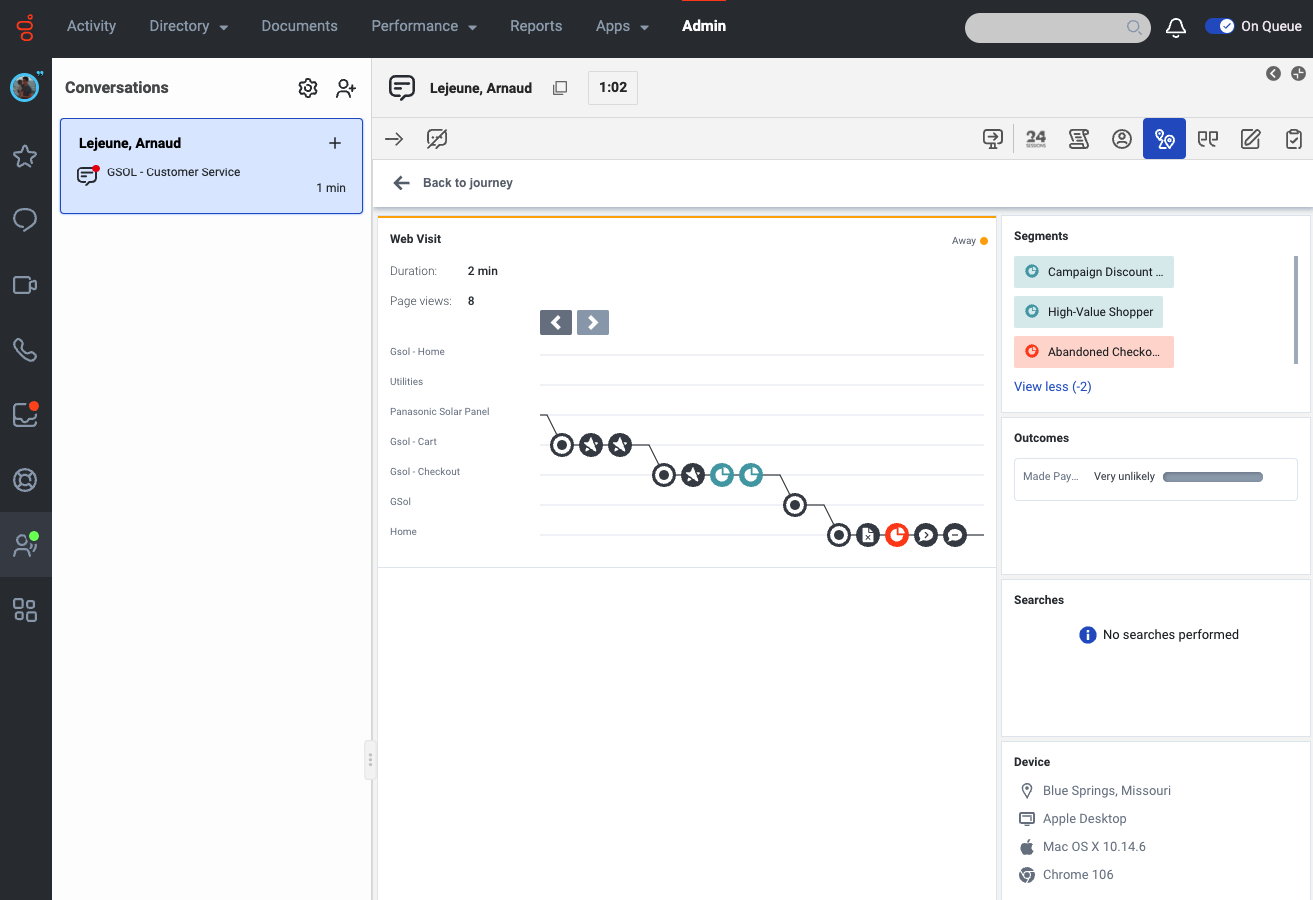 Activity
Directory
Documents
Performance
Reports
Apps
Admin
On Queue
Conversations
Lejeune, Arnaud
GSOL - Customer Service
1 min
Lejeune, Arnaud
1:02
24
SESSIONS
Back to journey
Web Visit
Away
Duration: 2 min
Page views: 8
Gsol - Home
Utilities
Panasonic Solar Panel
Gsol - Cart
Gsol - Checkout
GSol
Home
Segments
Campaign Discount ...
High-Value Shopper
Abandoned Checko...
View less (-2)
Outcomes
Made Pay... Very unlikely
Searches
No searches performed
Device
Blue Springs, Missouri
Apple Desktop
Mac OS X 10.14.6
Chrome 106